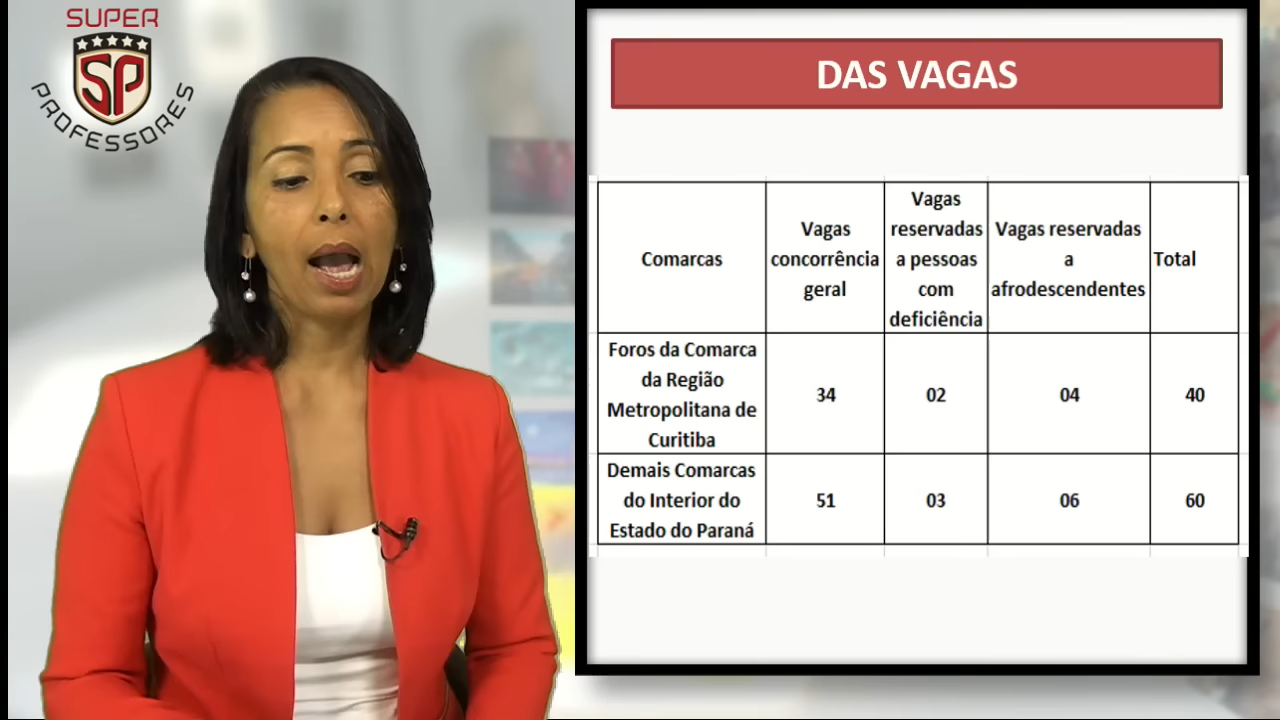 SUPER
SP
PROFESSORES
DAS VAGAS
Comarcas
Vagas
concorrência
geral
Vagas
reservadas
a pessoas
com
deficiência
Vagas reservadas
a
afrodescendentes
Total
Foros da Comarca
da Região
Metropolitana de
Curitiba
34
02
04
40
Demais Comarcas
do Interior do
Estado do Paraná
51
03
06
60